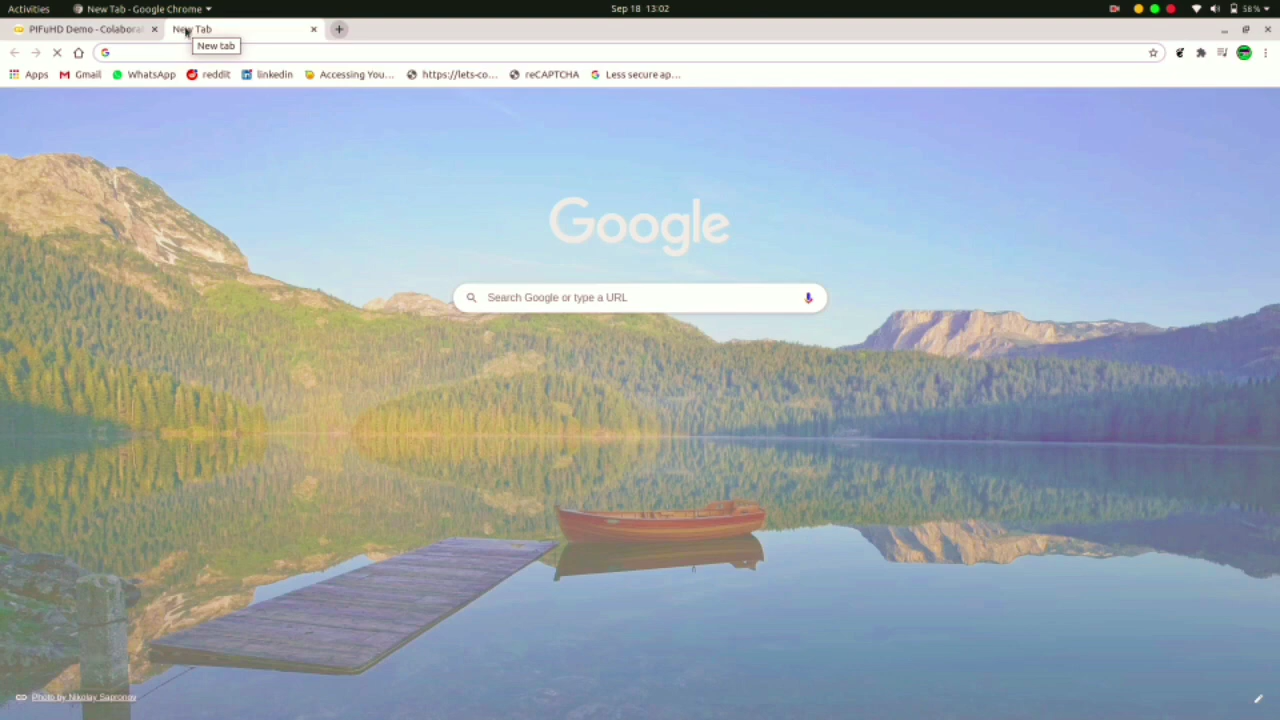 Activities New Tab - Google Chrome Sep 18 13:02 58%
PIFuHD Demo - Colabora New Tab
New tab
Apps Gmail WhatsApp reddit linkedin Accessing You... https://lets-co... reCAPTCHA Less secure ap...
Google
Search Google or type a URL
Photo by Nikolay Sapronov